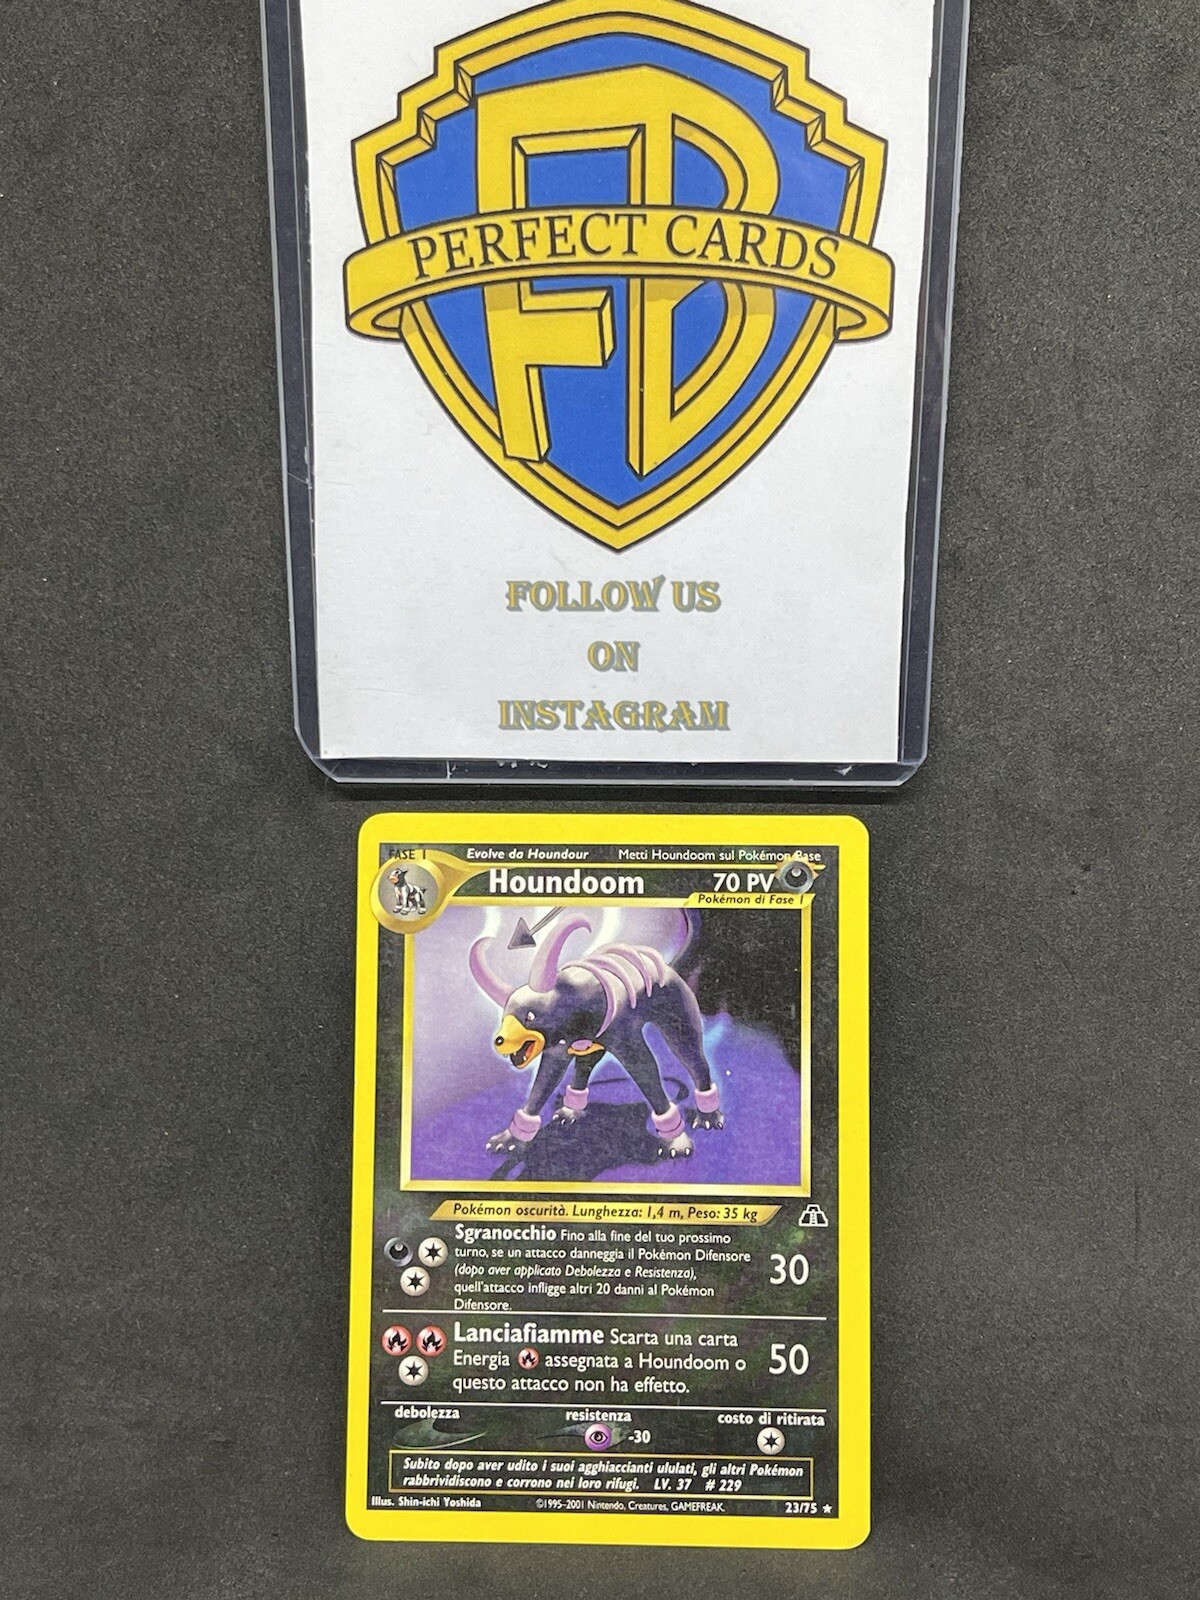 FB
PERFECT CARDS
FOLLOW US
ON
INSTAGRAM
FASE 1
Evolve da Houndour
Metti Houndoom sul Pokémon Base
Houndoom
70 PV
Pokémon di Fase 1
Pokémon oscurità. Lunghezza: 1,4 m, Peso: 35 kg
Sgranocchio Fino alla fine del tuo prossimo
turno, se un attacco danneggia il Pokémon Difensore
(dopo aver applicato Debolezza e Resistenza),
quell'attacco infligge altri 20 danni al Pokémon
Difensore.
30
Lanciafiamme Scarta una carta
Energia assegnata a Houndoom o
questo attacco non ha effetto.
50
debolezza
resistenza
-30
costo di ritirata
Subito dopo aver udito i suoi agghiaccianti ululati, gli altri Pokémon
rabbrividiscono e corrono nei loro rifugi. LV. 37 # 229
Illus. Shin-ichi Yoshida
©1995-2001 Nintendo, Creatures, GAMEFREAK.
23/75 ★